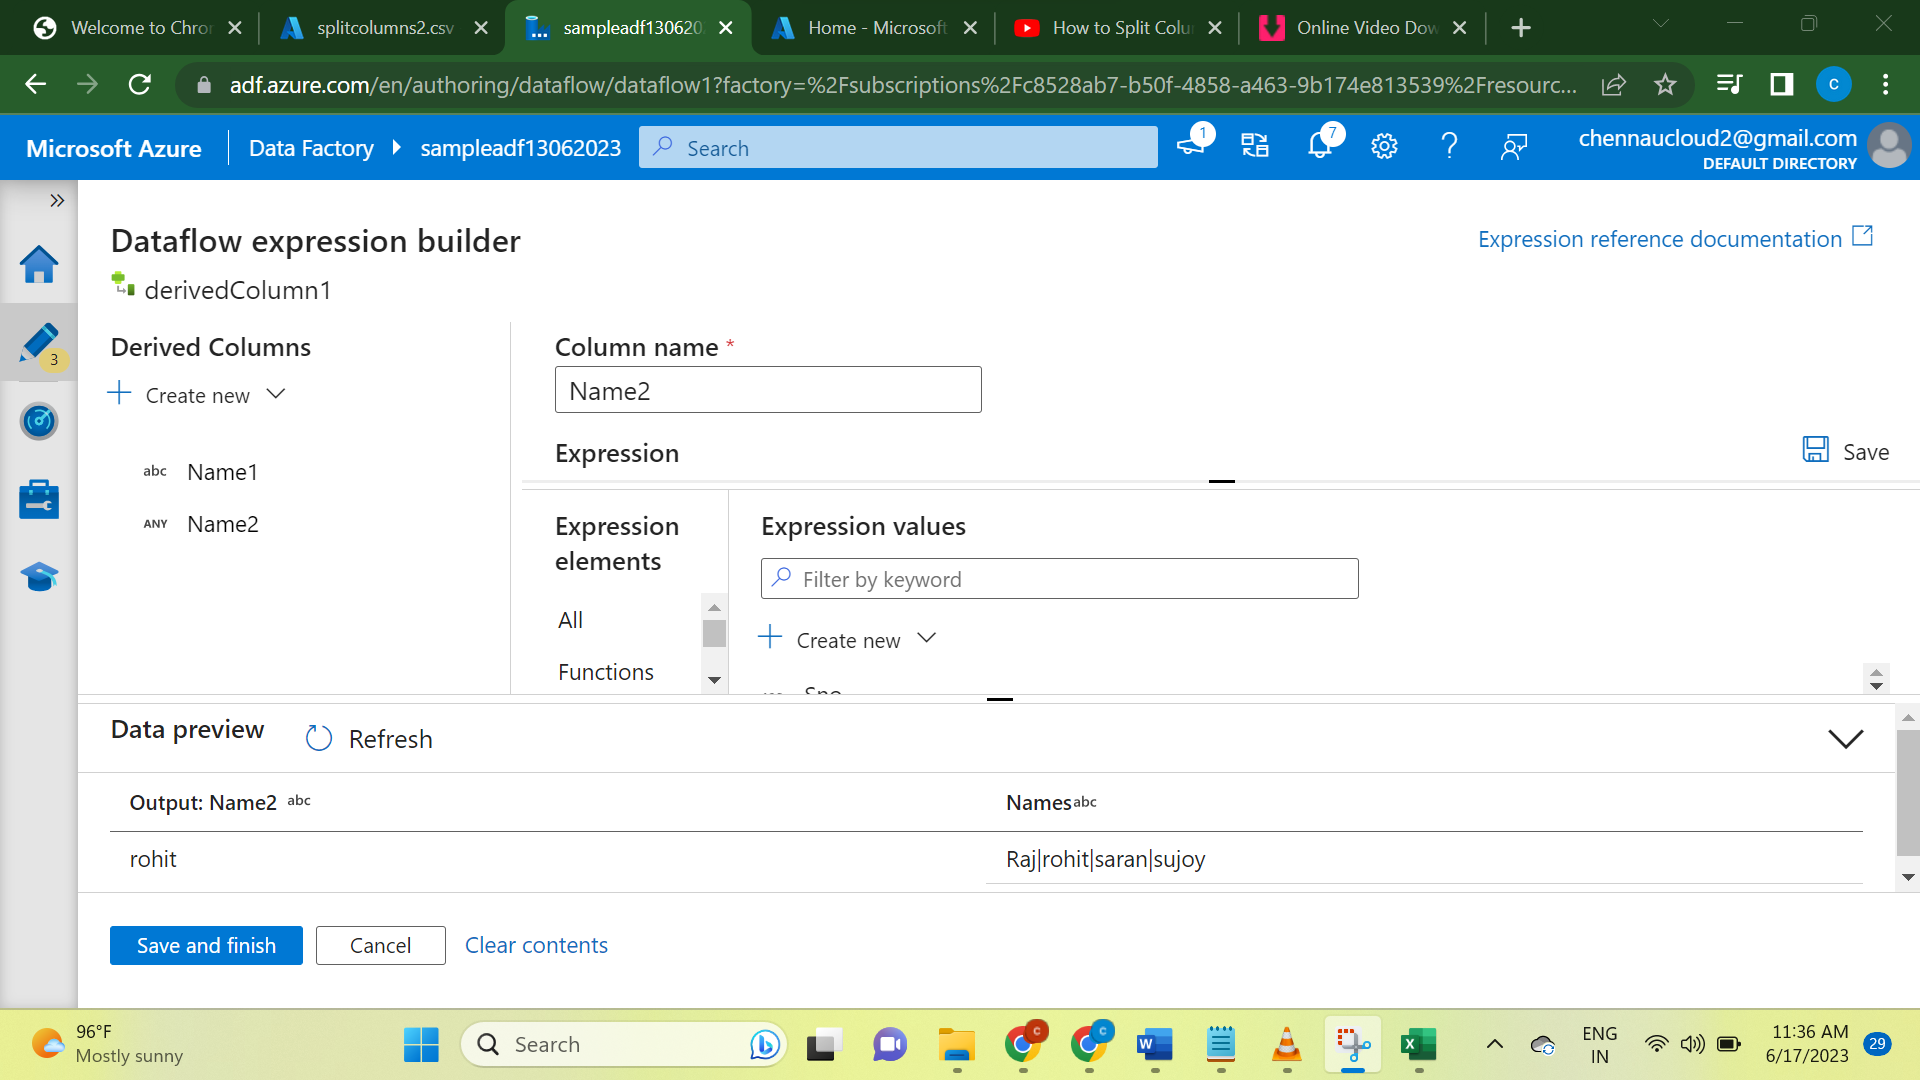 Welcome to Chro
splitcolumns2.csv
sampleadf1306202
Home - Microsoft
How to Split Colu
Online Video Dow
adf.azure.com/en/authoring/dataflow/dataflow1?factory=%2Fsubscriptions%2Fc8528ab7-b50f-4858-a463-9b174e813539%2Fresourc...
c
Microsoft Azure
Data Factory
sampleadf13062023
Search
1
7
chennaucloud2@gmail.com
DEFAULT DIRECTORY
Dataflow expression builder
Expression reference documentation
derivedColumn1
3
Derived Columns
Create new
abc Name1
ANY Name2
Column name *
Name2
Expression
Save
Expression
elements
All
Functions
Expression values
Filter by keyword
Create new
Sno
Data preview
Refresh
Output: Name2 abc
Names abc
rohit
Raj|rohit|saran|sujoy
Save and finish
Cancel
Clear contents
96°F
Mostly sunny
Search
C
C
ENG
IN
11:36 AM
6/17/2023
29